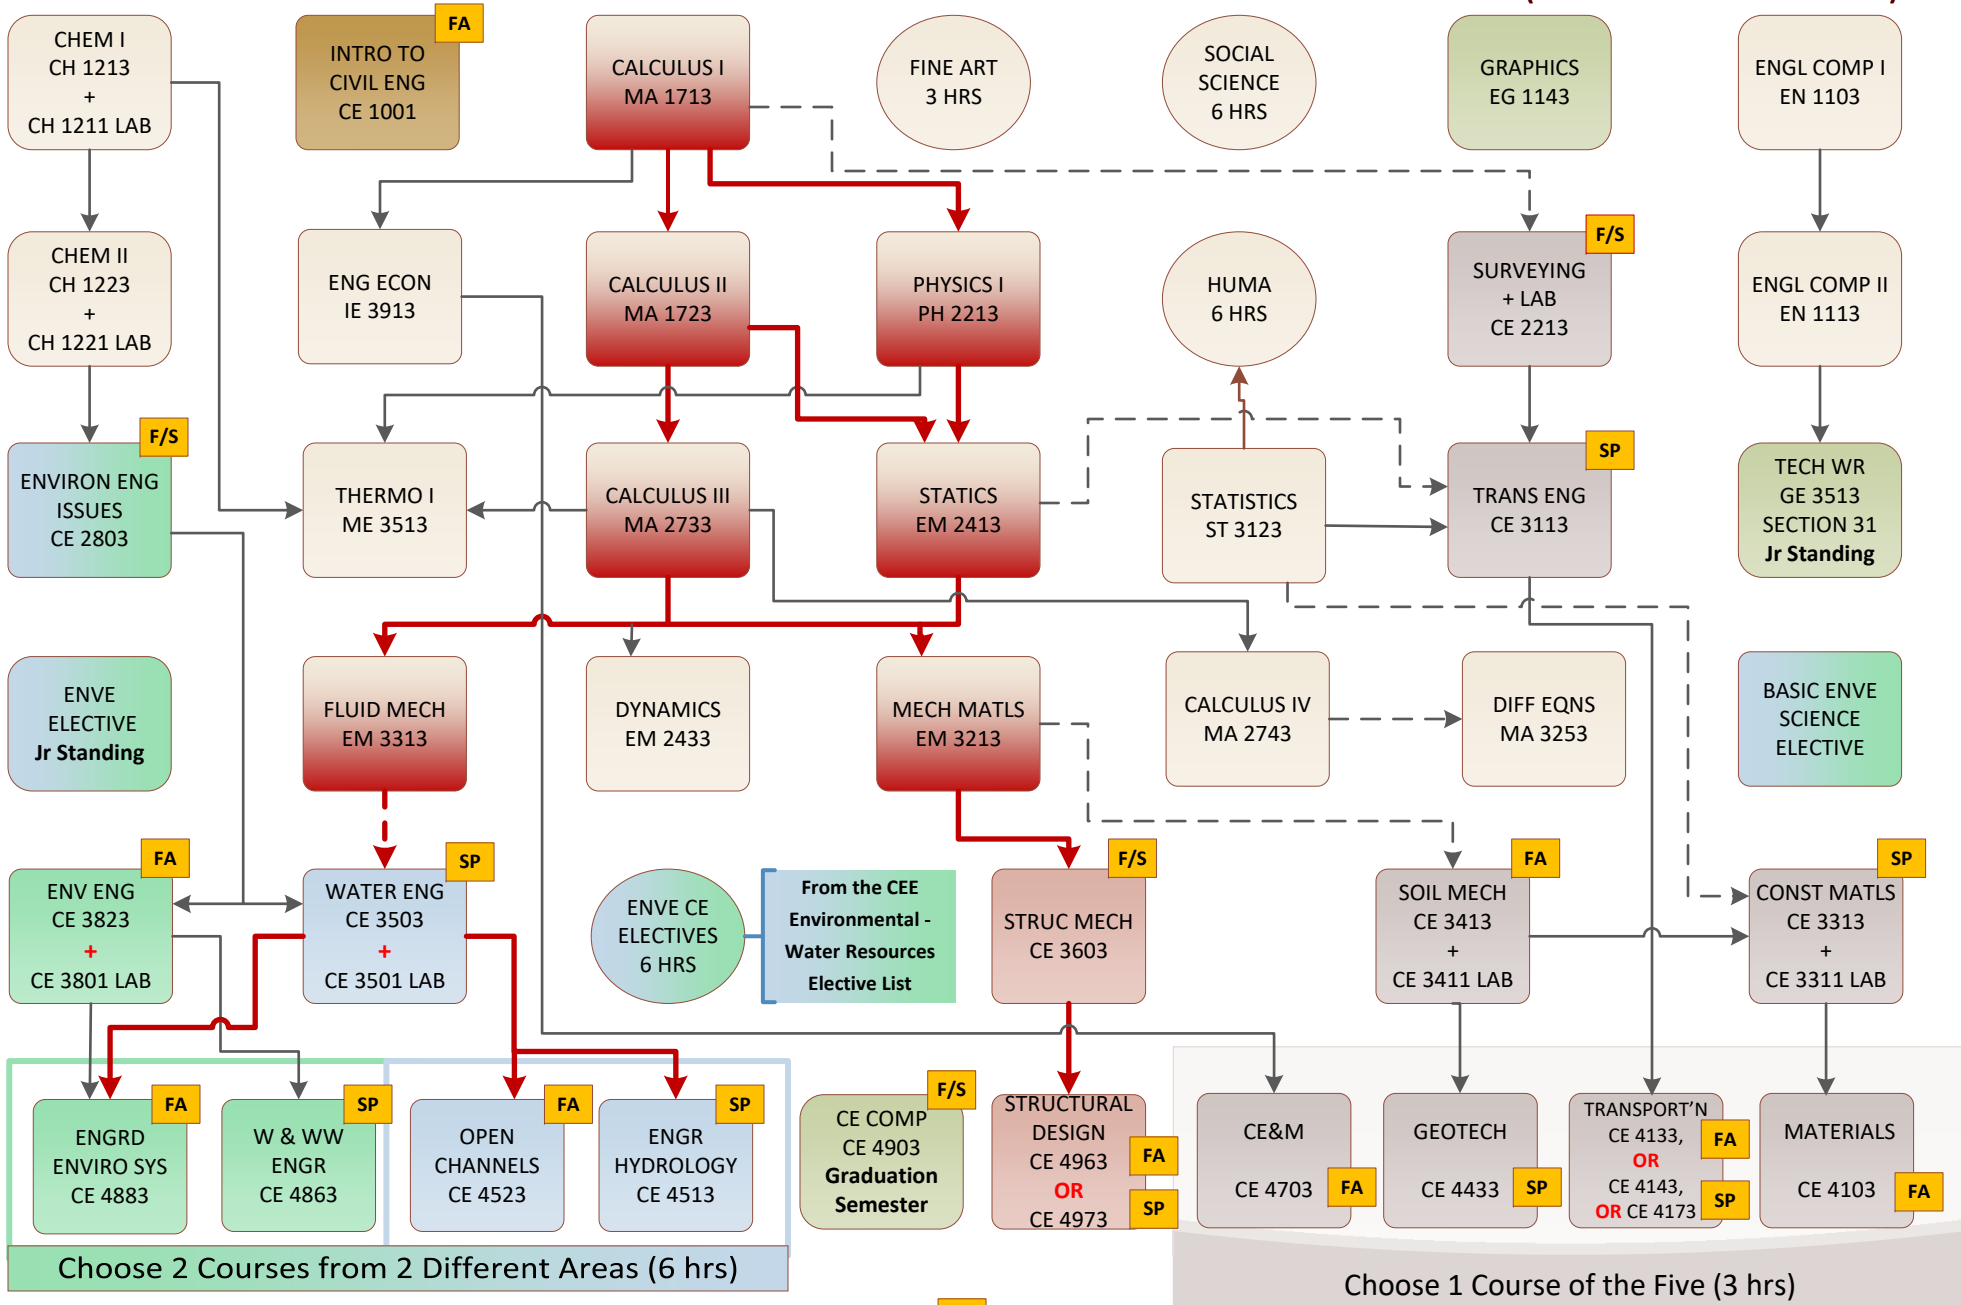 FA
CHEM I
CH 1213
+
CH 1211 LAB
INTRO TO
CIVIL ENG
CE 1001
CALCULUS I
MA 1713
FINE ART
3 HRS
SOCIAL
SCIENCE
6 HRS
GRAPHICS
EG 1143
ENGL COMP I
EN 1103
CHEM II
CH 1223
+
CH 1221 LAB
ENG ECON
IE 3913
CALCULUS II
MA 1723
PHYSICS I
PH 2213
HUMA
6 HRS
F/S
SURVEYING
+ LAB
CE 2213
ENGL COMP II
EN 1113
F/S
ENVIRON ENG
ISSUES
CE 2803
THERMO I
ME 3513
CALCULUS III
MA 2733
STATICS
EM 2413
STATISTICS
ST 3123
SP
TRANS ENG
CE 3113
TECH WR
GE 3513
SECTION 31
Jr Standing
ENVE
ELECTIVE
Jr Standing
FLUID MECH
EM 3313
DYNAMICS
EM 2433
MECH MATLS
EM 3213
CALCULUS IV
MA 2743
DIFF EQNS
MA 3253
BASIC ENVE
SCIENCE
ELECTIVE
FA
ENV ENG
CE 3823
+
CE 3801 LAB
SP
WATER ENG
CE 3503
+
CE 3501 LAB
ENVE CE
ELECTIVES
6 HRS
From the CEE
Environmental -
Water Resources
Elective List
F/S
STRUC MECH
CE 3603
FA
SOIL MECH
CE 3413
+
CE 3411 LAB
SP
CONST MATLS
CE 3313
+
CE 3311 LAB
FA
ENGRD
ENVIRO SYS
CE 4883
SP
W & WW
ENGR
CE 4863
FA
OPEN
CHANNELS
CE 4523
SP
ENGR
HYDROLOGY
CE 4513
F/S
CE COMP
CE 4903
Graduation
Semester
STRUCTURAL
DESIGN
CE 4963
OR
CE 4973
FA
SP
CE&M
CE 4703
FA
GEOTECH
CE 4433
SP
TRANSPORT'N
CE 4133,
OR
CE 4143,
OR CE 4173
FA
SP
MATERIALS
CE 4103
FA
Choose 2 Courses from 2 Different Areas (6 hrs)
Choose 1 Course of the Five (3 hrs)